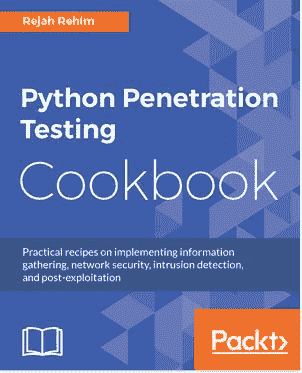 Rejah Rehim
Python Penetration
Testing
Cookbook
Practical recipes on implementing information
gathering, network security, intrusion detection,
and post-exploitation
Packt>